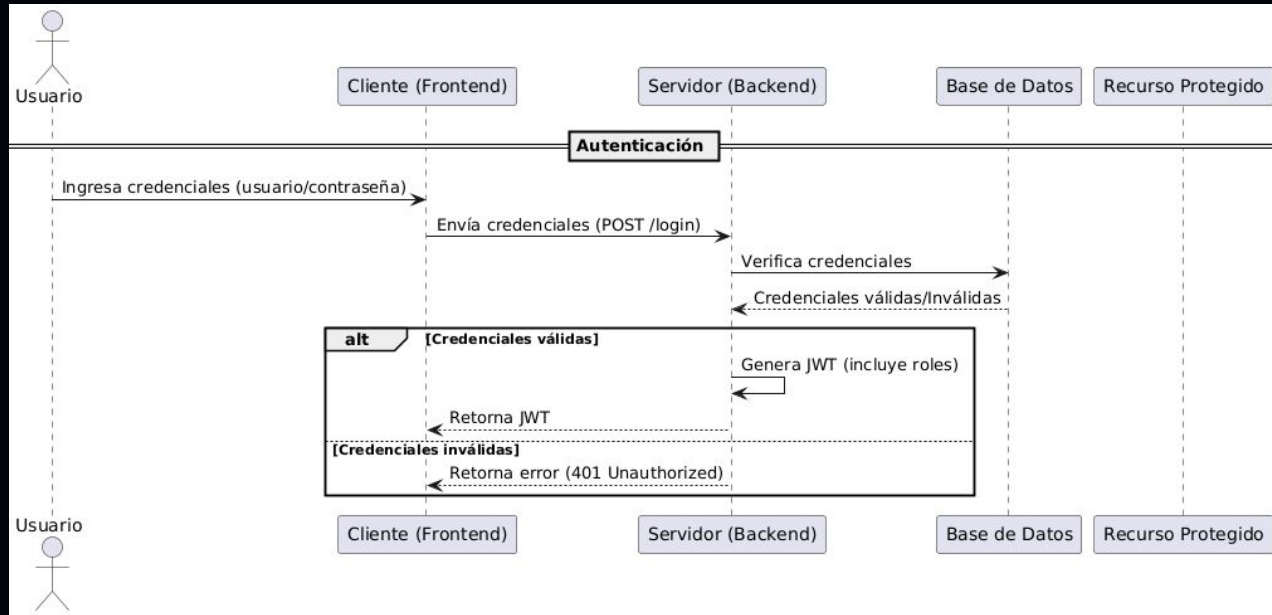 Usuario
Cliente (Frontend)
Servidor (Backend)
Base de Datos
Recurso Protegido
Autenticación
Ingresa credenciales (usuario/contraseña)
Envía credenciales (POST /login)
Verifica credenciales
Credenciales válidas/Inválidas
alt
[Credenciales válidas]
Genera JWT (incluye roles)
Retorna JWT
[Credenciales inválidas]
Retorna error (401 Unauthorized)
Usuario
Cliente (Frontend)
Servidor (Backend)
Base de Datos
Recurso Protegido